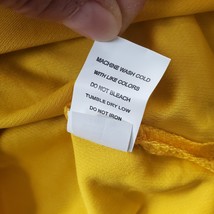 MACHINE WASH COLD
WITH LIKE COLORS
DO NOT BLEACH
TUMBLE DRY LOW
DO NOT IRON